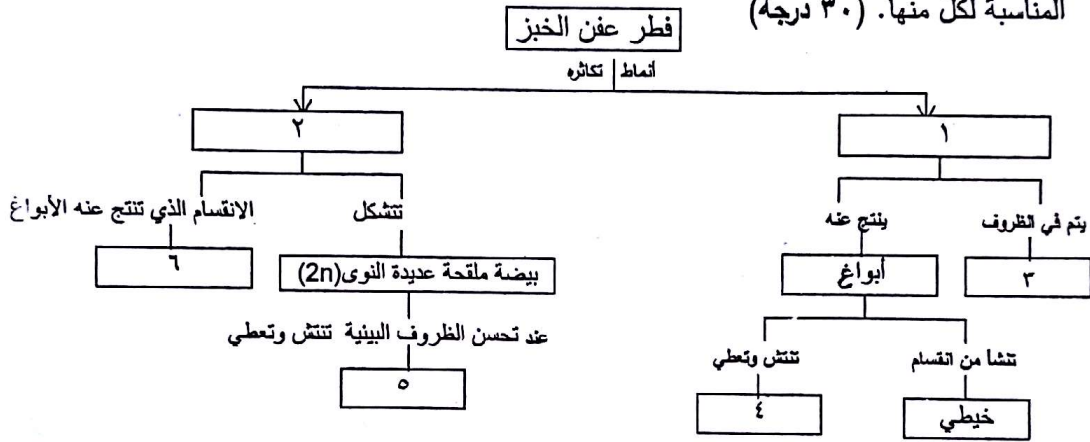 المناسبة لكل منها. (٣٠ درجة)
فطر عفن الخبز
أنماط تكاثره
١
٢
يتم في الظروف
ينتج عنه
تتشكل
الانقسام الذي تنتج عنه الأبواغ
٣
أبواغ
بيضة ملقحة عديدة النوى(2n)
٦
تنشا من انقسام
تنتش وتعطي
عند تحسن الظروف البيئية تنتش وتعطي
خيطي
٤
٥